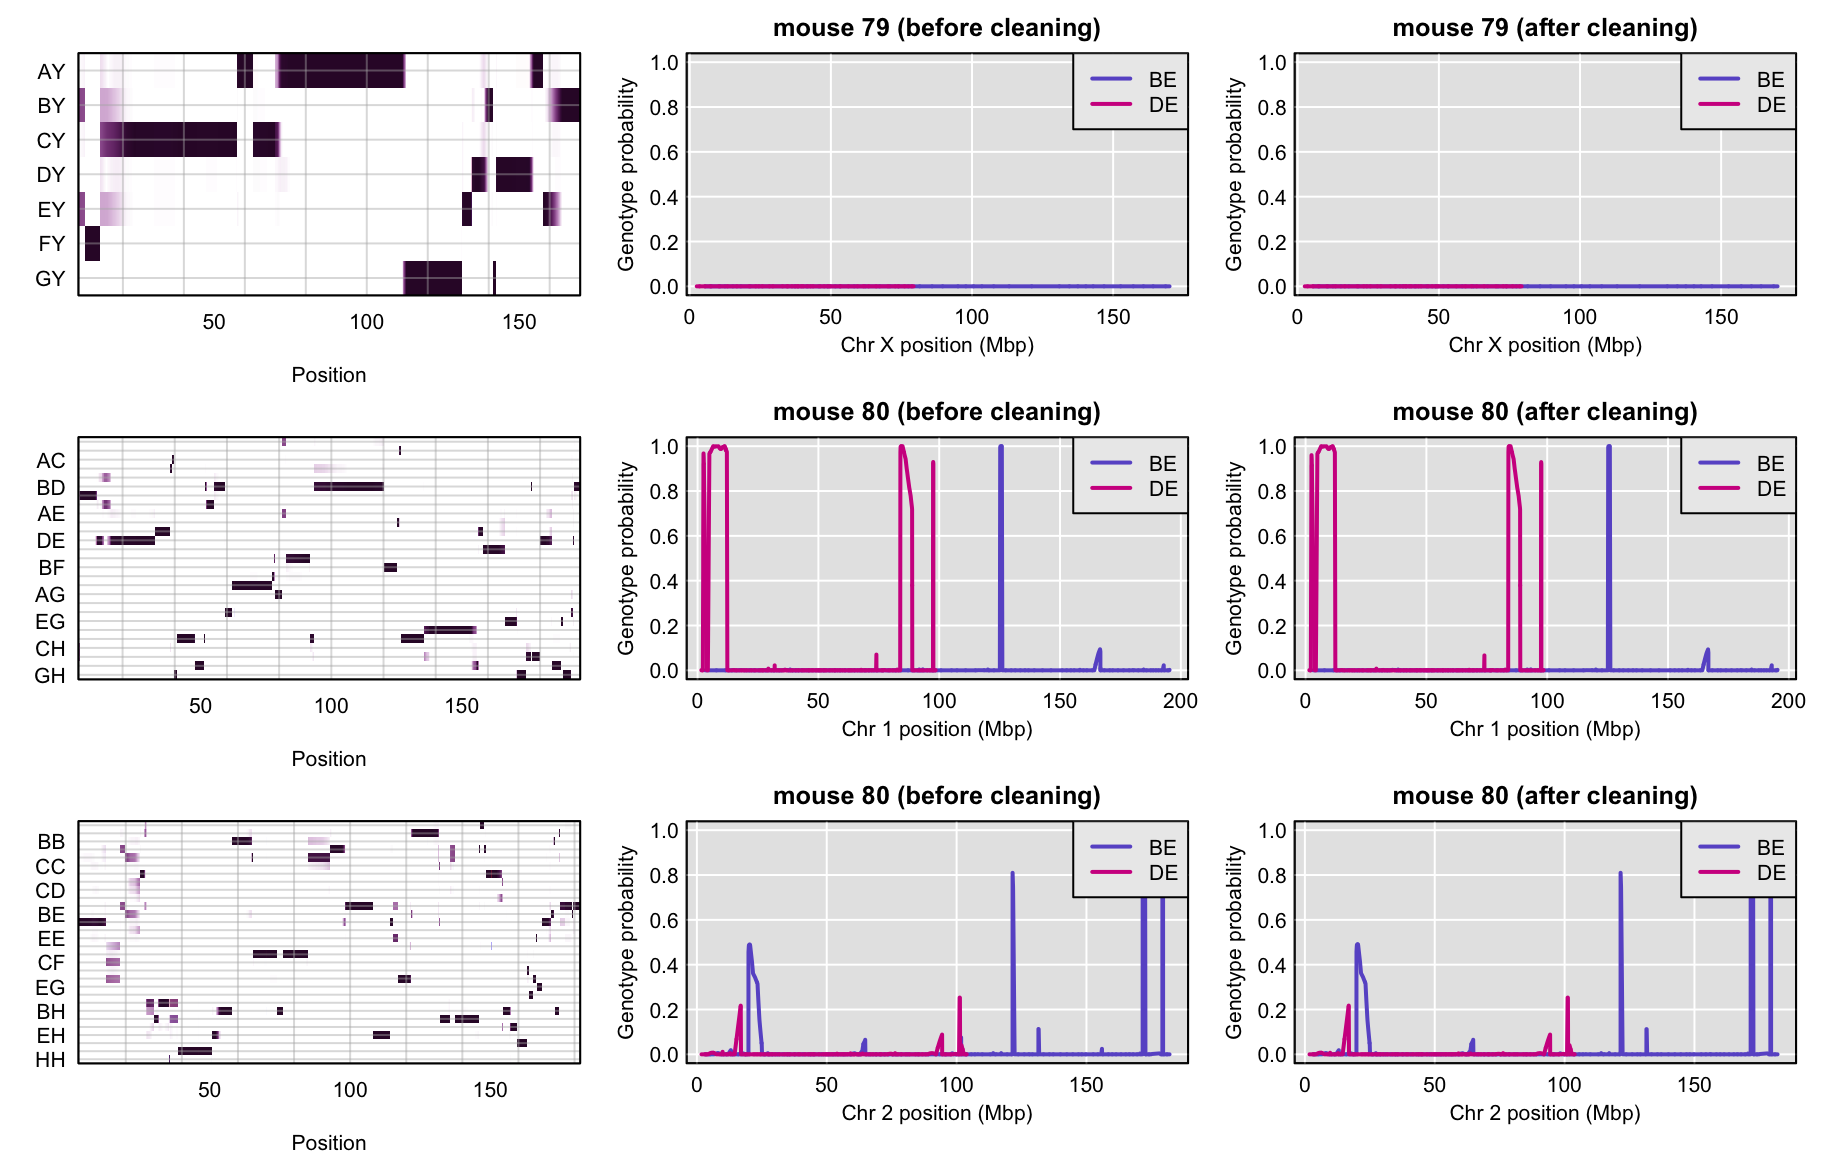 mouse 79 (before cleaning)
mouse 79 (after cleaning)
AY
BY
CY
DY
EY
FY
GY
50 100 150
Position
Genotype probability
1.0
0.8
0.6
0.4
0.2
0.0
BE
DE
0 50 100 150
Chr X position (Mbp)
Genotype probability
1.0
0.8
0.6
0.4
0.2
0.0
BE
DE
0 50 100 150
Chr X position (Mbp)
mouse 80 (before cleaning)
mouse 80 (after cleaning)
AC
BD
AE
DE
BF
AG
EG
CH
GH
50 100 150
Position
Genotype probability
1.0
0.8
0.6
0.4
0.2
0.0
BE
DE
0 50 100 150 200
Chr 1 position (Mbp)
Genotype probability
1.0
0.8
0.6
0.4
0.2
0.0
BE
DE
0 50 100 150 200
Chr 1 position (Mbp)
mouse 80 (before cleaning)
mouse 80 (after cleaning)
BB
CC
CD
BE
EE
CF
EG
BH
EH
HH
50 100 150
Position
Genotype probability
1.0
0.8
0.6
0.4
0.2
0.0
BE
DE
0 50 100 150
Chr 2 position (Mbp)
Genotype probability
1.0
0.8
0.6
0.4
0.2
0.0
BE
DE
0 50 100 150
Chr 2 position (Mbp)